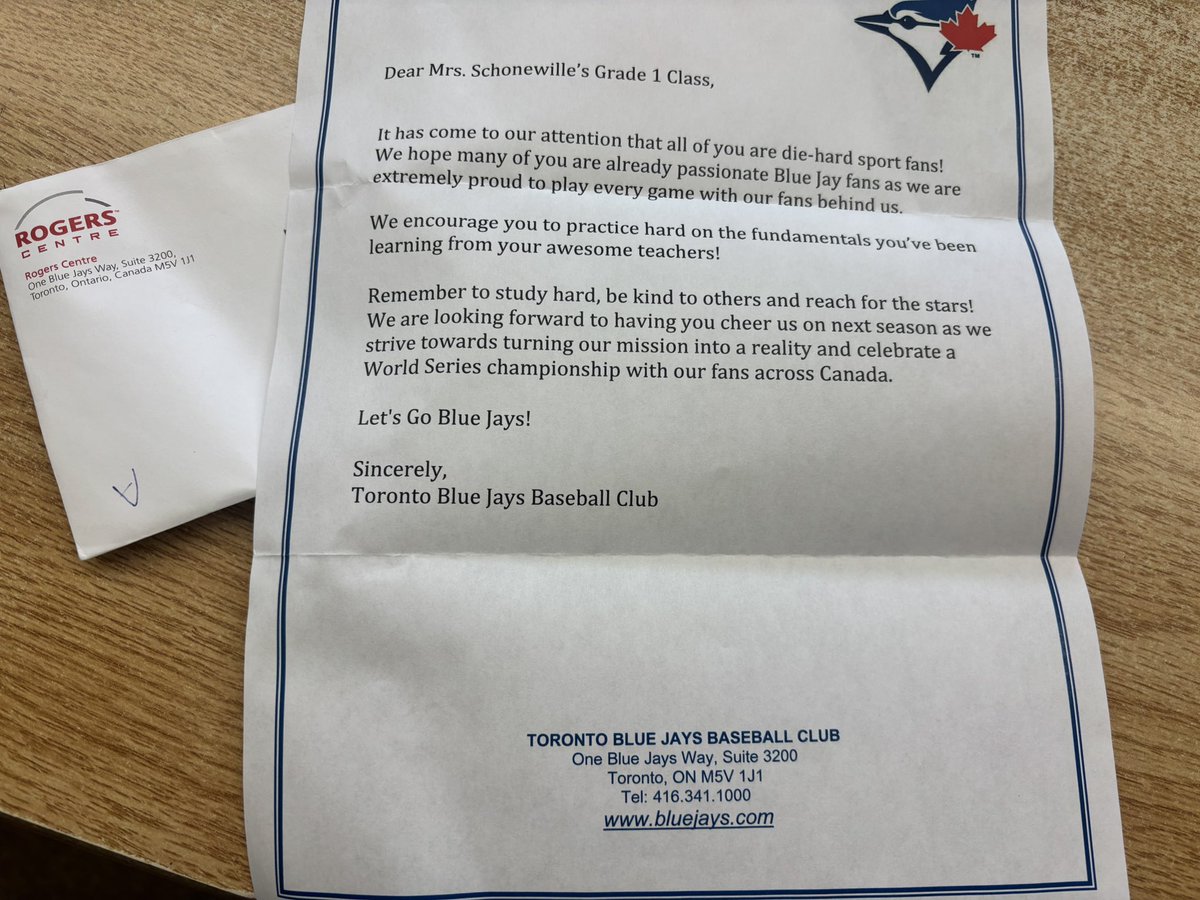 ROGERS
CENTRE
Rogers Centre
One Blue Jays Way, Suite 3200,
Toronto, Ontario, Canada M5V 1J1
A
TM
Dear Mrs. Schonewille's Grade 1 Class,
It has come to our attention that all of you are die-hard sport fans!
We hope many of you are already passionate Blue Jay fans as we are
extremely proud to play every game with our fans behind us.
We encourage you to practice hard on the fundamentals you've been
learning from your awesome teachers!
Remember to study hard, be kind to others and reach for the stars!
We are looking forward to having you cheer us on next season as we
strive towards turning our mission into a reality and celebrate a
World Series championship with our fans across Canada.
Let's Go Blue Jays!
Sincerely,
Toronto Blue Jays Baseball Club
TORONTO BLUE JAYS BASEBALL CLUB
One Blue Jays Way, Suite 3200
Toronto, ON M5V 1J1
Tel: 416.341.1000
www.bluejays.com